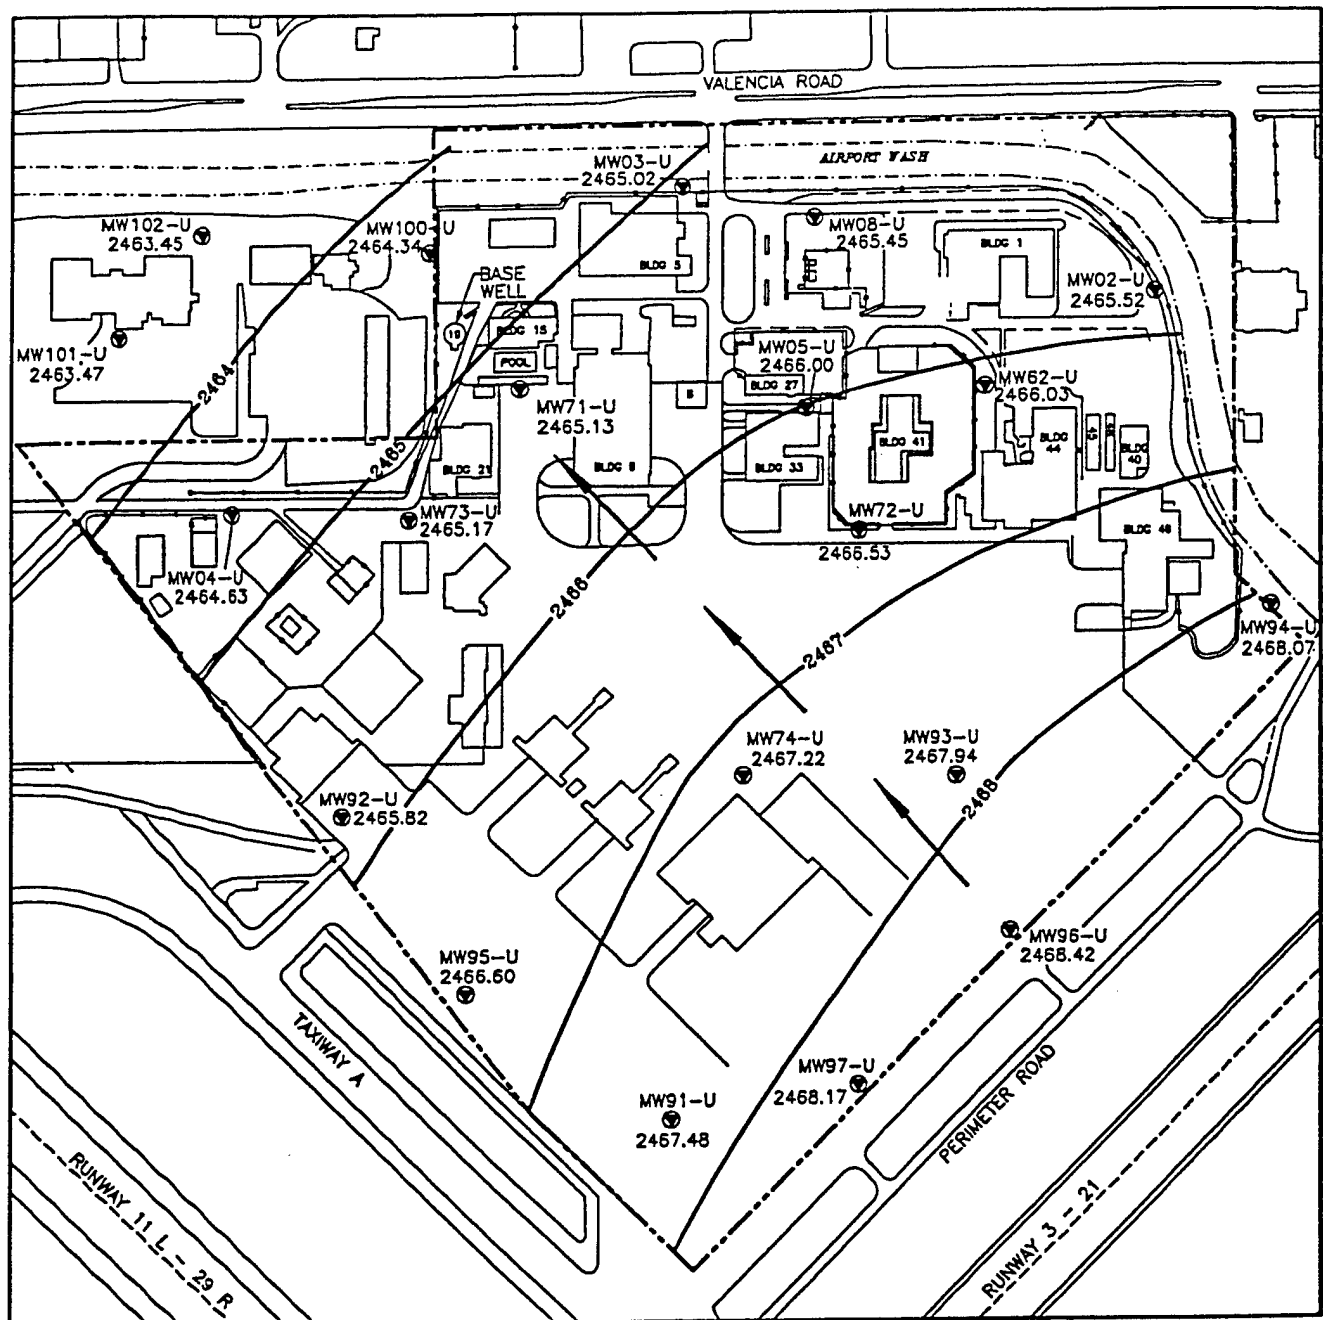 VALENCIA ROAD
AIRPORT WASH
MW03-U
2465.02
MW102-U
2463.45
MW100-U
2464.34
MW08-U
2465.45
BLDG 1
BLDG 5
BASE
WELL
MW02-U
2465.52
19
BLDG 15
POOL
MW101-U
2463.47
MW05-U
2466.00
BLDG 27
MW62-U
2466.03
2464
MW71-U
2465.13
BLDG 41
BLDG
44
45
BLDG
40
2465
BLDG 21
BLDG 33
MW73-U
2465.17
MW72-U
2466.53
MW04-U
2464.63
2466
2467
MW94-U
2468.07
MW74-U
2467.22
MW93-U
2467.94
2468
MW92-U
2465.82
MW96-U
2468.42
MW95-U
2466.60
TAXIWAY A
MW97-U
2468.17
MW91-U
2467.48
PERIMETER ROAD
RUNWAY 11 L - 29 R
RUNWAY 3 - 21